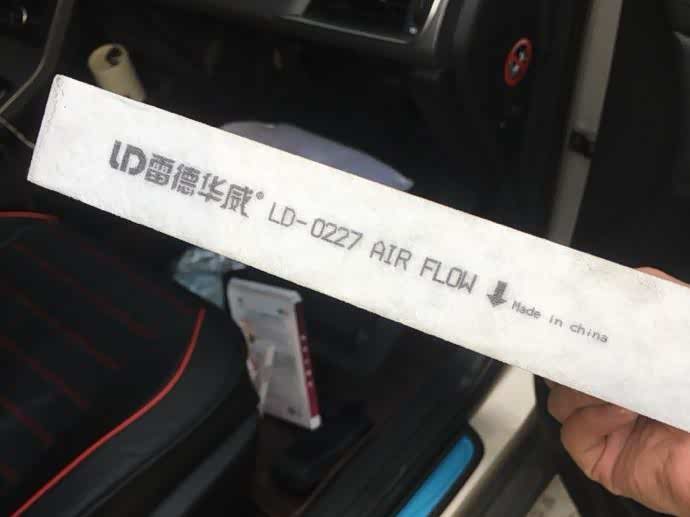 LD雷德华威® LD-0227 AIR FLOW ↓ Made in china